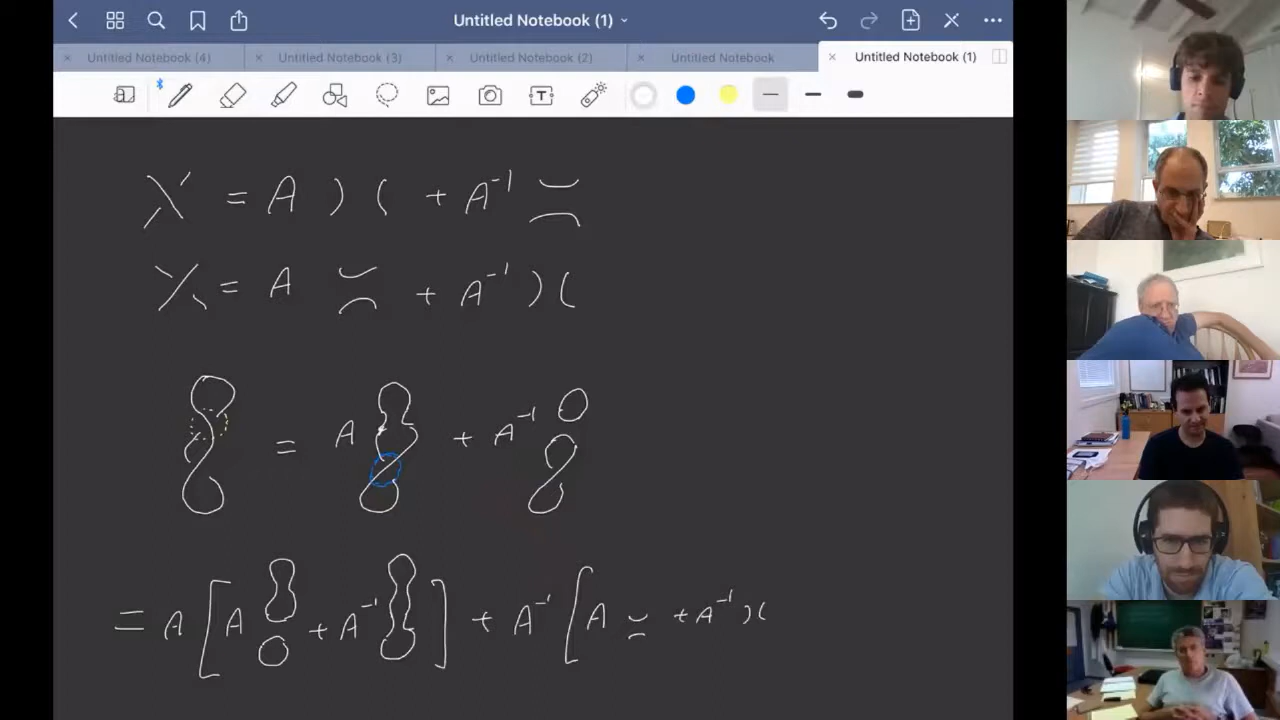 Untitled Notebook (1)
Untitled Notebook (4) Untitled Notebook (3) Untitled Notebook (2) Untitled Notebook Untitled Notebook (1)
T
= A ) ( + A⁻¹
= A + A⁻¹ ) (
= A + A⁻¹
= A [ A + A⁻¹ ] + A⁻¹ [ A + A⁻¹ ) (